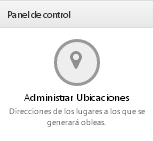 Panel de control
Administrar Ubicaciones
Direcciones de los lugares a los que se
generará obleas.